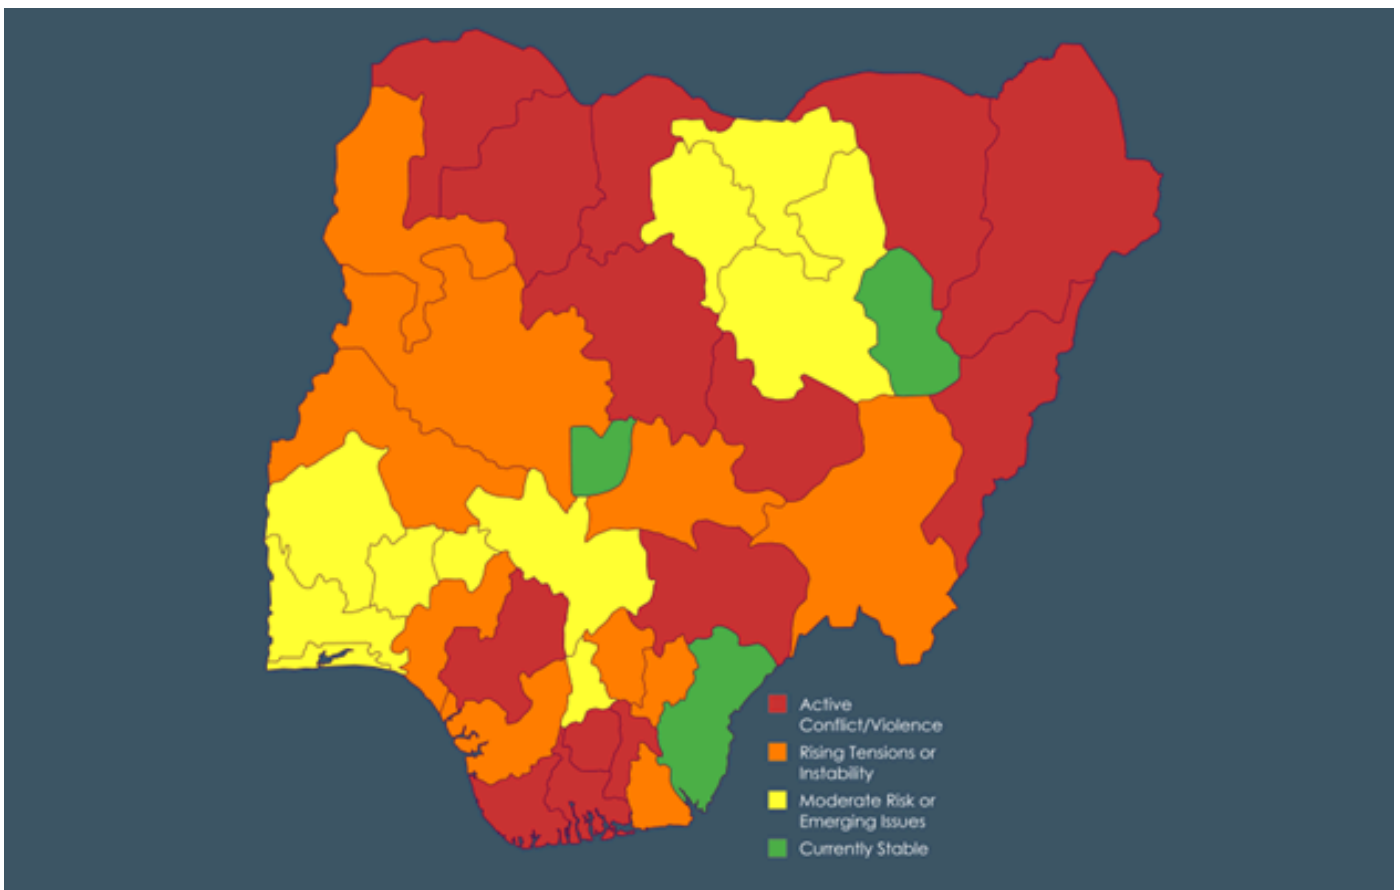 Active
Conflict/Violence
Rising Tensions or
Instability
Moderate Risk or
Emerging Issues
Currently Stable